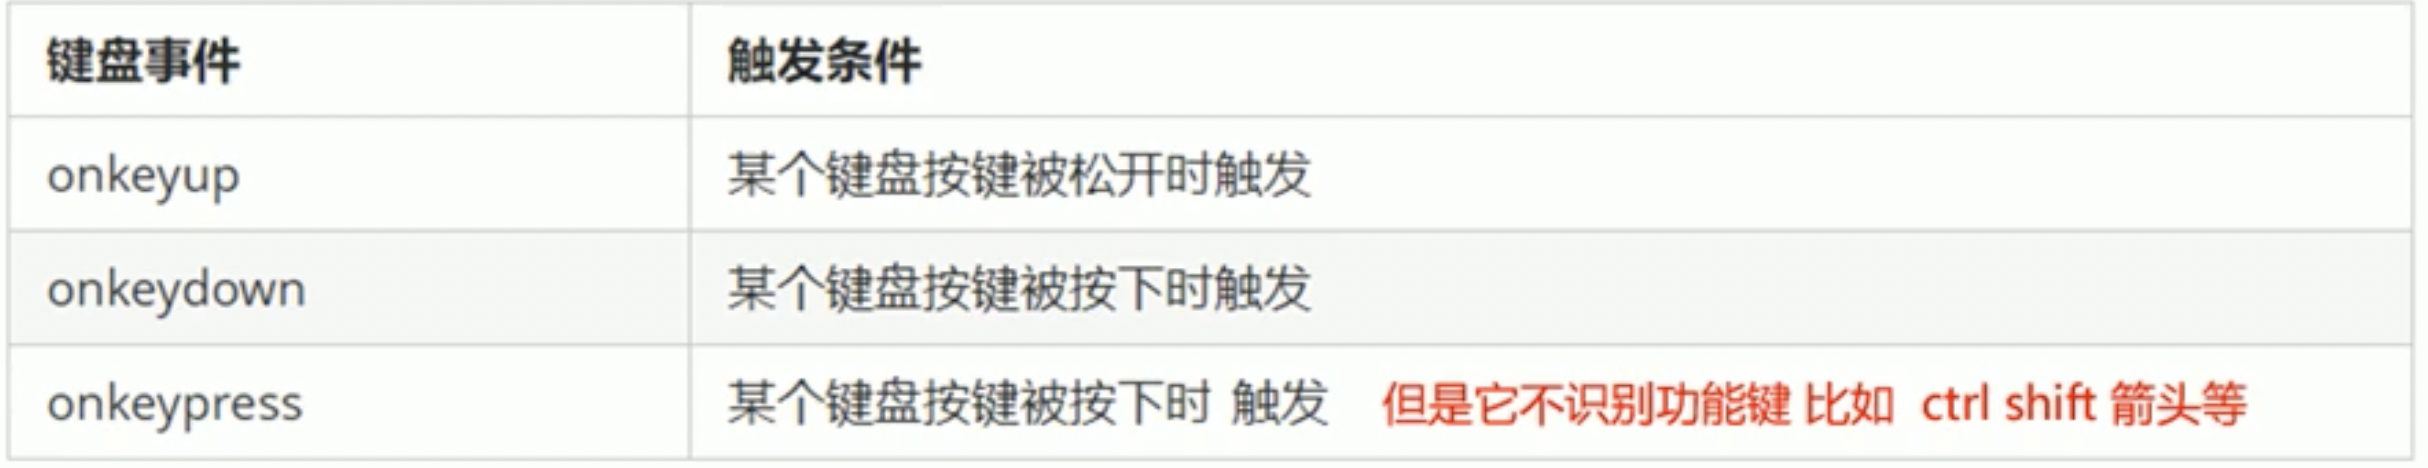 键盘事件 触发条件
onkeyup 某个键盘按键被松开时触发
onkeydown 某个键盘按键被按下时触发
onkeypress 某个键盘按键被按下时 触发 但是它不识别功能键 比如 ctrl shift 箭头等